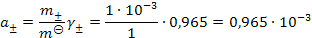 a± = m±/m⊖ γ± = 1·10⁻³/1 · 0,965 = 0,965 · 10⁻³